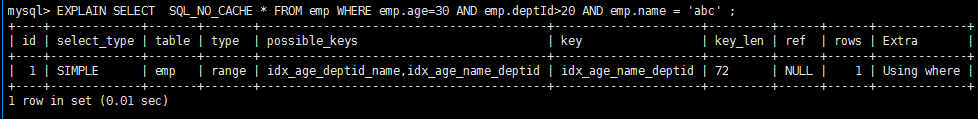 mysql> EXPLAIN SELECT  SQL_NO_CACHE * FROM emp WHERE emp.age=30 AND emp.deptId>20 AND emp.name = 'abc' ;
+----+-------------+-------+-------+-----------------------------------------+---------------------+---------+------+------+-------------+
| id | select_type | table | type  | possible_keys                           | key                 | key_len | ref  | rows | Extra       |
+----+-------------+-------+-------+-----------------------------------------+---------------------+---------+------+------+-------------+
|  1 | SIMPLE      | emp   | range | idx_age_deptid_name,idx_age_name_deptid | idx_age_name_deptid | 72      | NULL |    1 | Using where |
+----+-------------+-------+-------+-----------------------------------------+---------------------+---------+------+------+-------------+
1 row in set (0.01 sec)